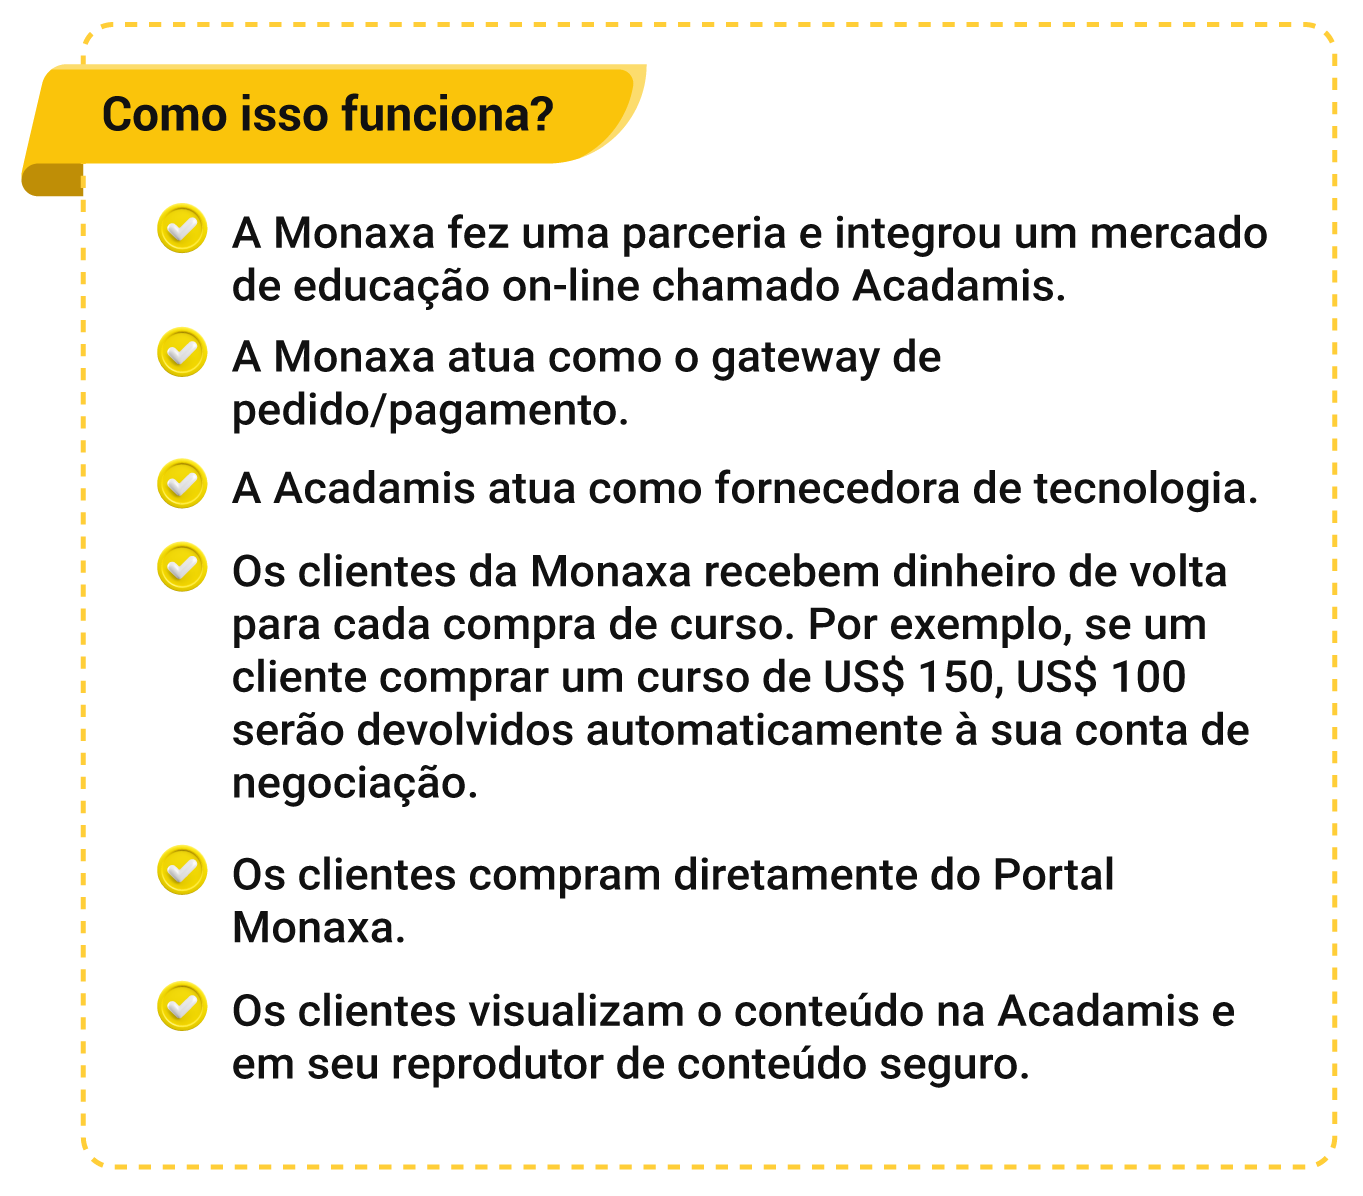 Como isso funciona?
A Monaxa fez uma parceria e integrou um mercado
de educação on-line chamado Acadamis.
A Monaxa atua como o gateway de
pedido/pagamento.
A Acadamis atua como fornecedora de tecnologia.
Os clientes da Monaxa recebem dinheiro de volta
para cada compra de curso. Por exemplo, se um
cliente comprar um curso de US$ 150, US$ 100
serão devolvidos automaticamente à sua conta de
negociação.
Os clientes compram diretamente do Portal
Monaxa.
Os clientes visualizam o conteúdo na Acadamis e
em seu reprodutor de conteúdo seguro.